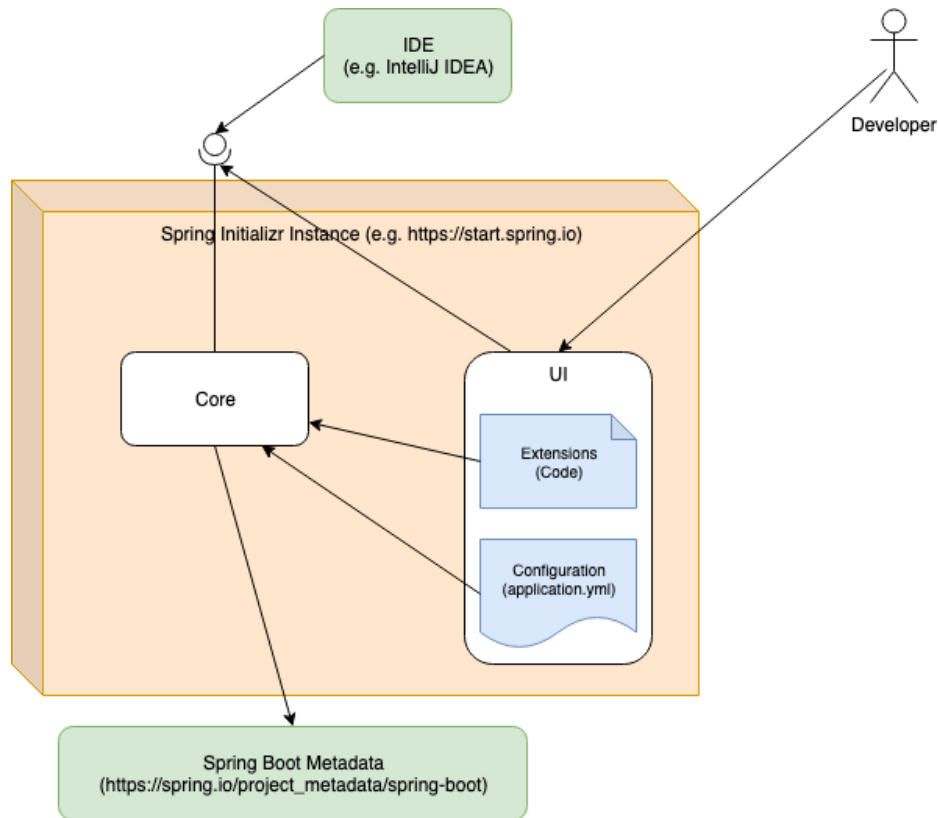 IDE
(e.g. IntelliJ IDEA)
Developer
Spring Initializr Instance (e.g. https://start.spring.io)
UI
Core
Extensions
(Code)
Configuration
(application.yml)
Spring Boot Metadata
(https://spring.io/project_metadata/spring-boot)